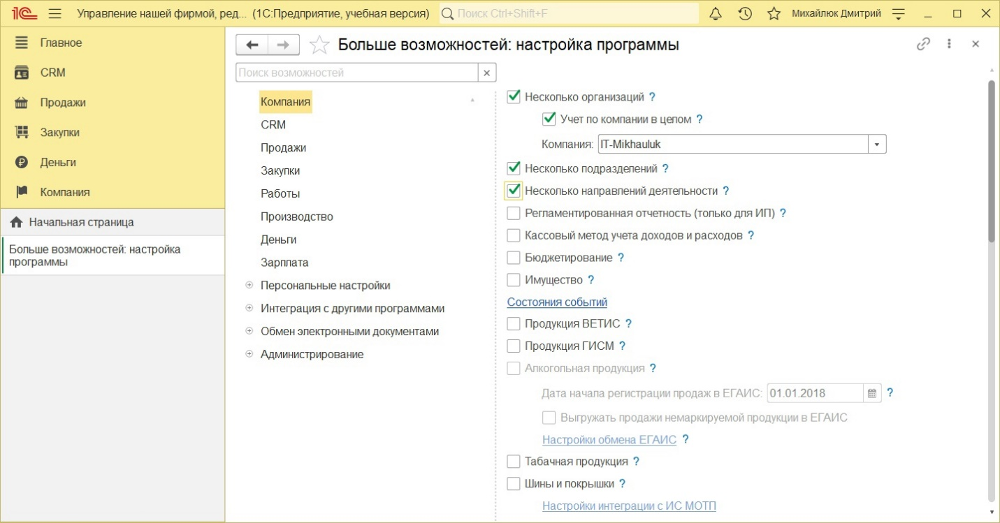 1С Управление нашей фирмой, ред... (1С:Предприятие, учебная версия) Поиск Ctrl+Shift+F Михайлюк Дмитрий
Главное
CRM
Продажи
Закупки
Деньги
Компания
Начальная страница
Больше возможностей: настройка
программы
Больше возможностей: настройка программы
Поиск возможностей
Компания
CRM
Продажи
Закупки
Работы
Производство
Деньги
Зарплата
Персональные настройки
Интеграция с другими программами
Обмен электронными документами
Администрирование
Несколько организаций ?
Учет по компании в целом ?
Компания: IT-Mikhauluk
Несколько подразделений ?
Несколько направлений деятельности ?
Регламентированная отчетность (только для ИП) ?
Кассовый метод учета доходов и расходов ?
Бюджетирование ?
Имущество ?
Состояния событий
Продукция ВЕТИС ?
Продукция ГИСМ ?
Алкогольная продукция ?
Дата начала регистрации продаж в ЕГАИС: 01.01.2018 ?
Выгружать продажи немаркируемой продукции в ЕГАИС
Настройки обмена ЕГАИС ?
Табачная продукция ?
Шины и покрышки ?
Настройки интеграции с ИС МОТП